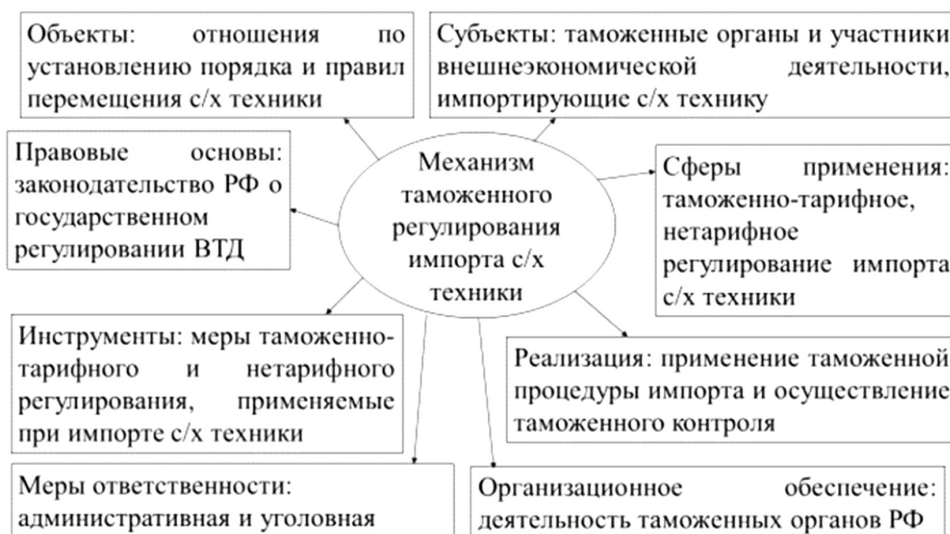 Объекты: отношения по
установлению порядка и правил
перемещения с/х техники
Субъекты: таможенные органы и участники
внешнеэкономической деятельности,
импортирующие с/х технику
Правовые основы:
законодательство РФ о
государственном
регулировании ВТД
Механизм
таможенного
регулирования
импорта с/х
техники
Сферы применения:
таможенно-тарифное,
нетарифное
регулирование импорта
с/х техники
Инструменты: меры таможенно-
тарифного и нетарифного
регулирования, применяемые
при импорте с/х техники
Реализация: применение таможенной
процедуры импорта и осуществление
таможенного контроля
Меры ответственности:
административная и уголовная
Организационное обеспечение:
деятельность таможенных органов РФ